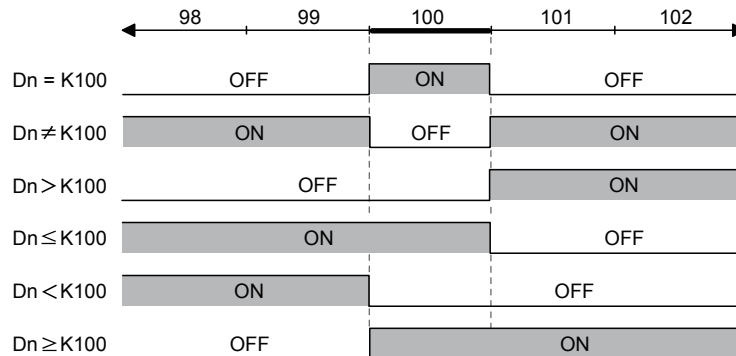 98 99 100 101 102
Dn = K100 OFF ON OFF
Dn≠K100 ON OFF ON
Dn＞K100 OFF ON
Dn≤K100 ON OFF
Dn＜K100 ON OFF
Dn≥K100 OFF ON